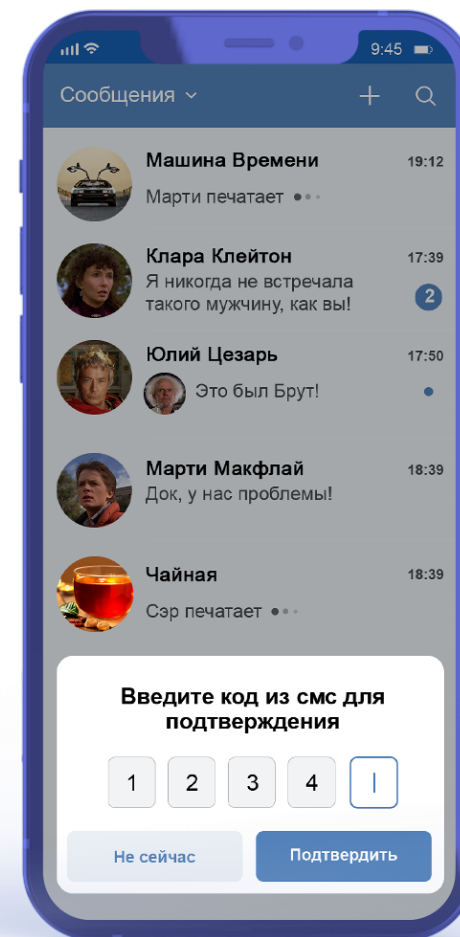 9:45
Сообщения
Машина Времени 19:12
Марти печатает
Клара Клейтон 17:39
Я никогда не встречала
такого мужчину, как вы! 2
Юлий Цезарь 17:50
Это был Брут!
Марти Макфлай 18:39
Док, у нас проблемы!
Чайная 18:39
Сэр печатает
Введите код из смс для
подтверждения
1 2 3 4
Не сейчас Подтвердить